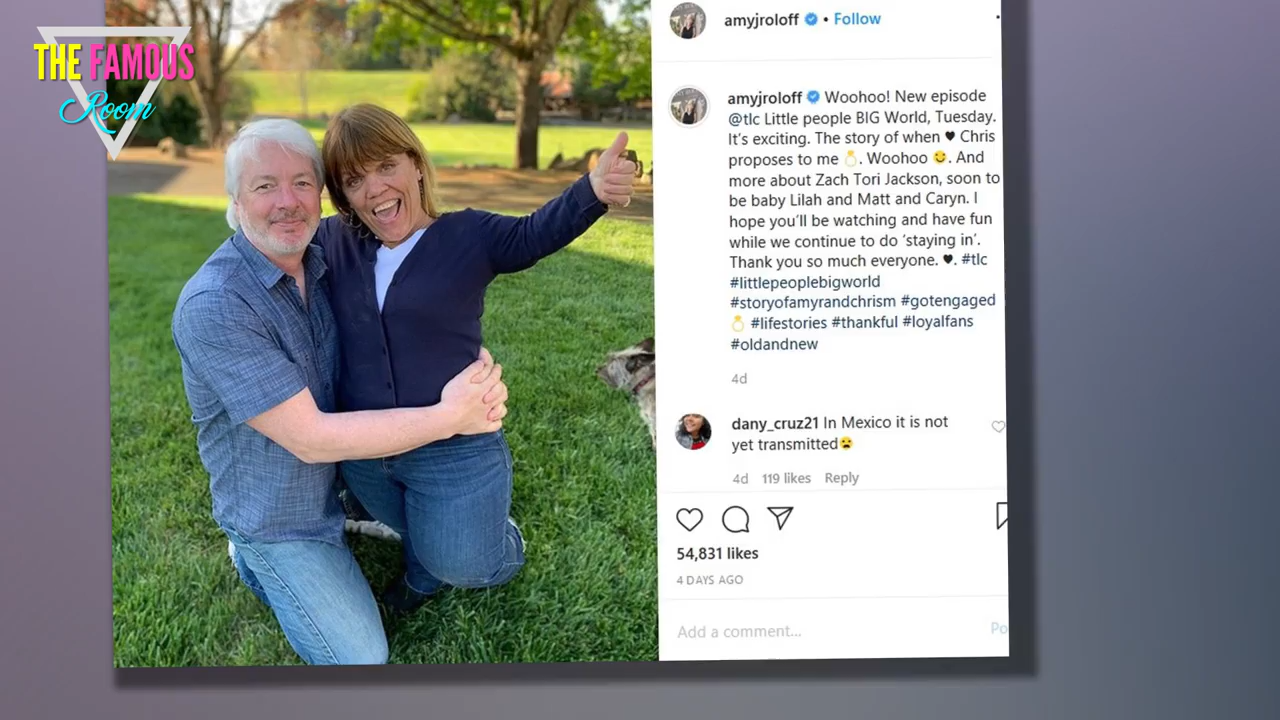 THE FAMOUS
Room
amyjroloff • Follow
amyjroloff Woohoo! New episode
@tlc Little people BIG World, Tuesday.
It's exciting. The story of when ♥ Chris
proposes to me 💍. Woohoo 😉. And
more about Zach Tori Jackson, soon to
be baby Lilah and Matt and Caryn. I
hope you'll be watching and have fun
while we continue to do 'staying in'.
Thank you so much everyone. ♥. #tlc
#littlepeoplebigworld
#storyofamyrandchrism #gotengaged
💍 #lifestories #thankful #loyalfans
#oldandnew
4d
dany_cruz21 In Mexico it is not
yet transmitted😫
4d 119 likes Reply
54,831 likes
4 DAYS AGO
Add a comment...
Po